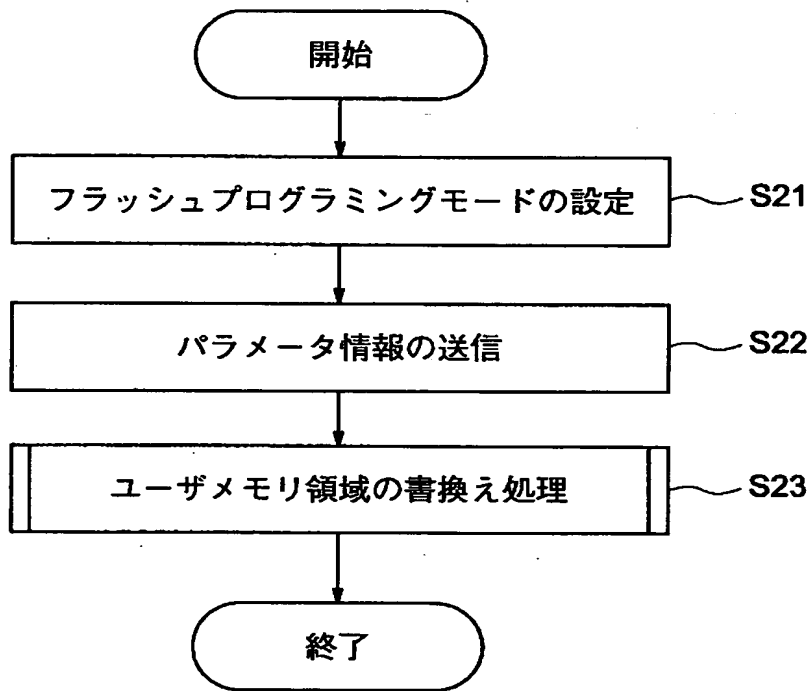 開始
フラッシュプログラミングモードの設定
S21
パラメータ情報の送信
S22
ユーザメモリ領域の書換え処理
S23
終了